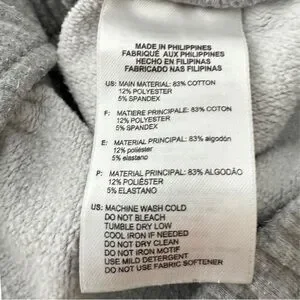 MADE IN PHILIPPINES
FABRIQUÉ AUX PHILIPPINES
HECHO EN FILIPINAS
FABRICADO NAS FILIPINAS
US: MAIN MATERIAL: 83% COTTON
12% POLYESTER
5% SPANDEX
F: MATIERE PRINCIPALE: 83% COTON
12% POLYESTER
5% SPANDEX
E: MATERIAL PRINCIPAL: 83% algodón
12% poliéster
5% elastano
P: MATERIAL PRINCIPAL: 83% ALGODÃO
12% POLIÉSTER
5% ELASTANO
US: MACHINE WASH COLD
DO NOT BLEACH
TUMBLE DRY LOW
COOL IRON IF NEEDED
DO NOT DRY CLEAN
DO NOT IRON MOTIF
USE MILD DETERGENT
DO NOT USE FABRIC SOFTENER